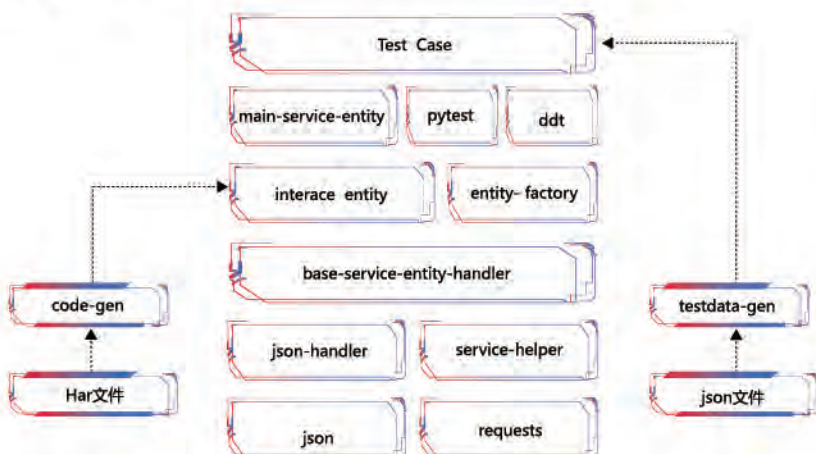 Test Case
main-service-entity
pytest
ddt
interace entity
entity-factory
base-service-entity-handler
code-gen
testdata-gen
json-handler
service-helper
Har文件
json文件
json
requests